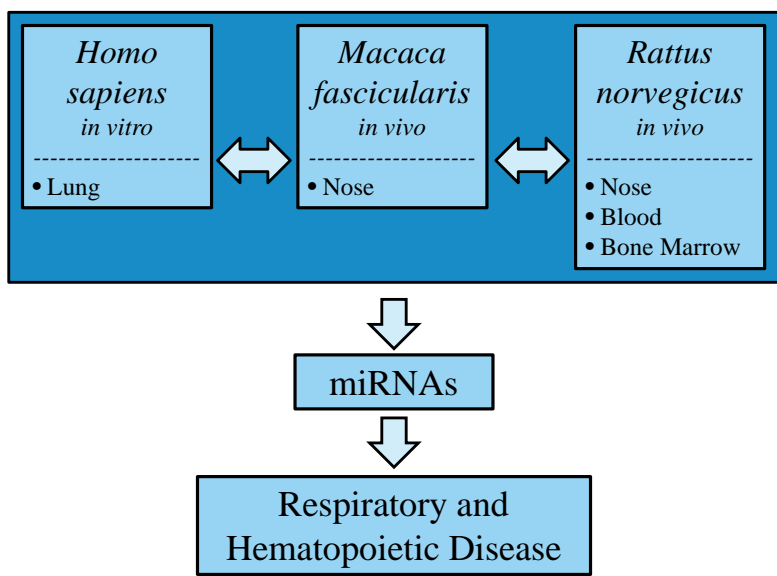 Homo
sapiens
in vitro
• Lung
Macaca
fascicularis
in vivo
• Nose
Rattus
norvegicus
in vivo
• Nose
• Blood
• Bone Marrow
miRNAs
Respiratory and
Hematopoietic Disease